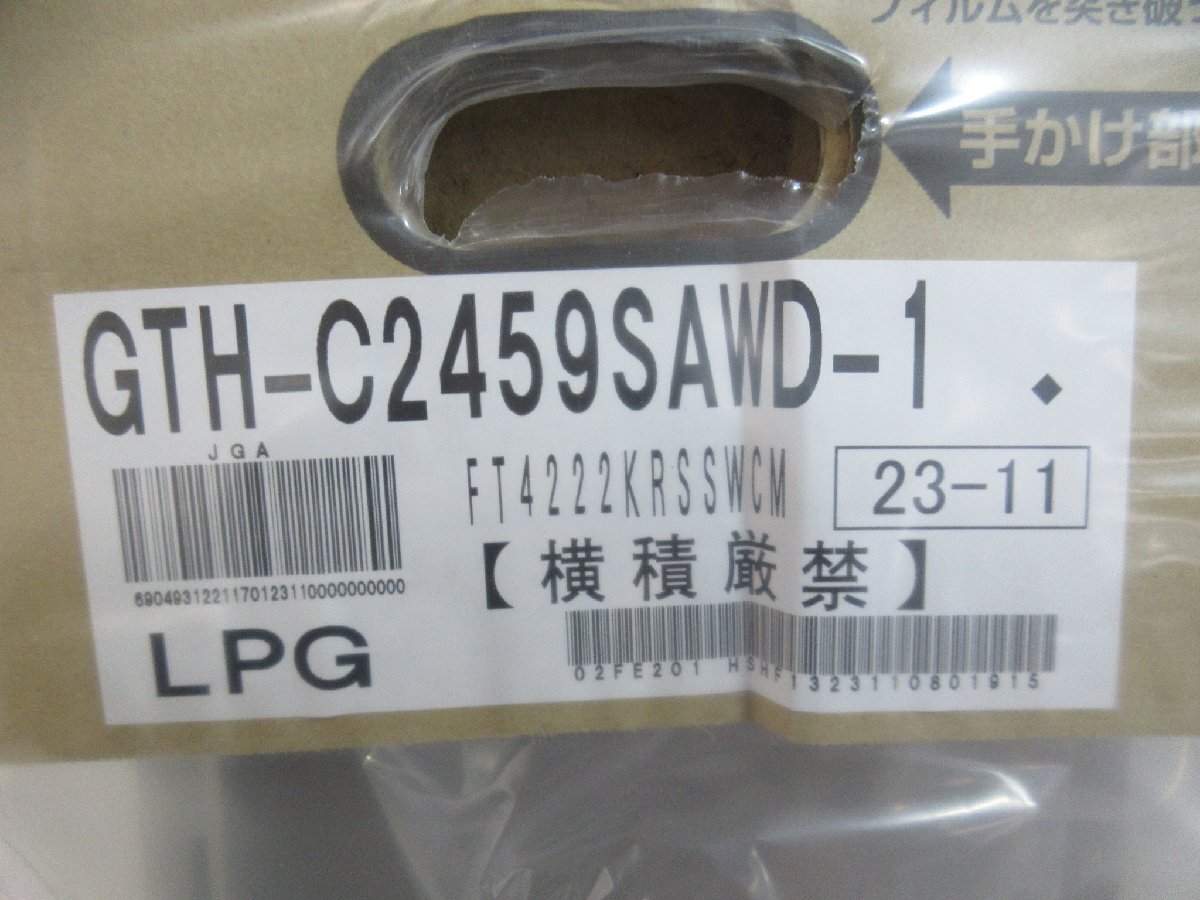 フィルムを突き破
手かけ部
GTH-C2459SAWD-1
JGA
FT4222KRSSWCM
23-11
6904931221170123110000000000
【横積厳禁】
LPG
02FE201 HSHF1323110801915